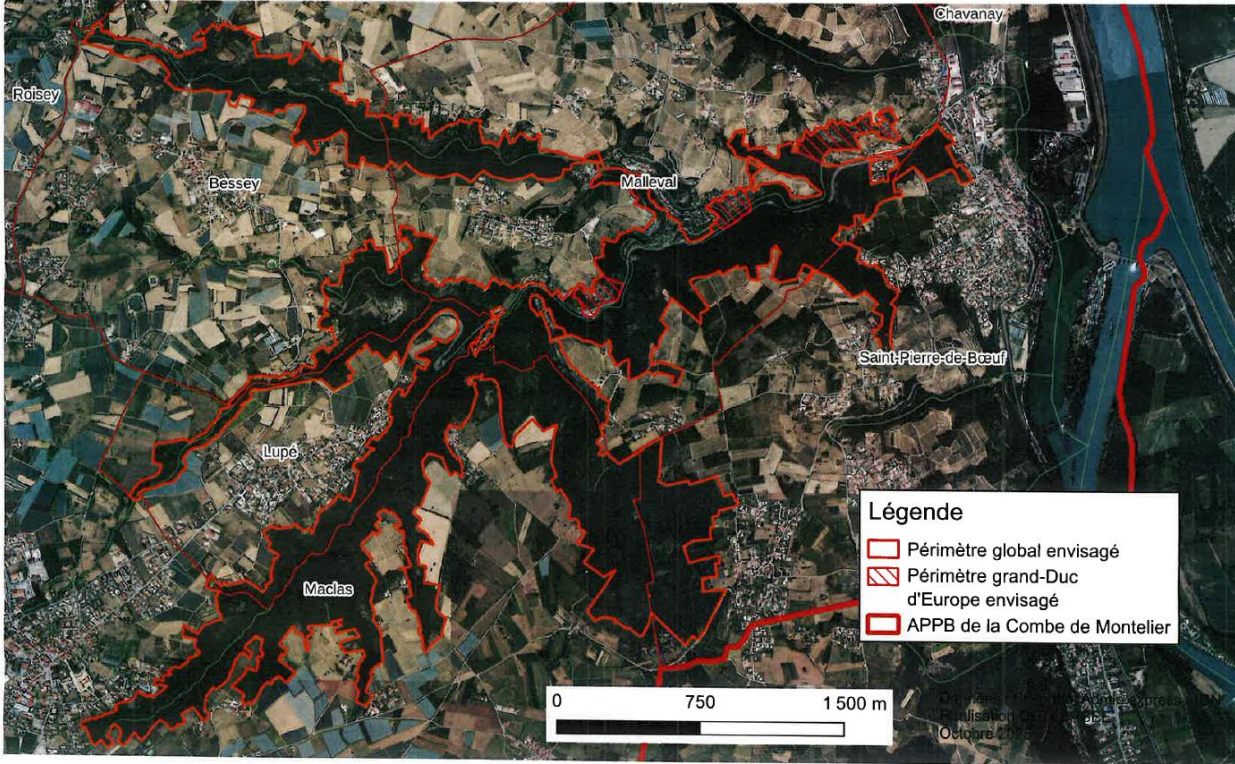 Chavanay
Roisey
Bessey
Malleval
Saint-Pierre-de-Bœuf
Lupé
Maclas
Légende
Périmètre global envisagé
Périmètre grand-Duc
d'Europe envisagé
APPB de la Combe de Montelier
0 750 1 500 m
Octobre